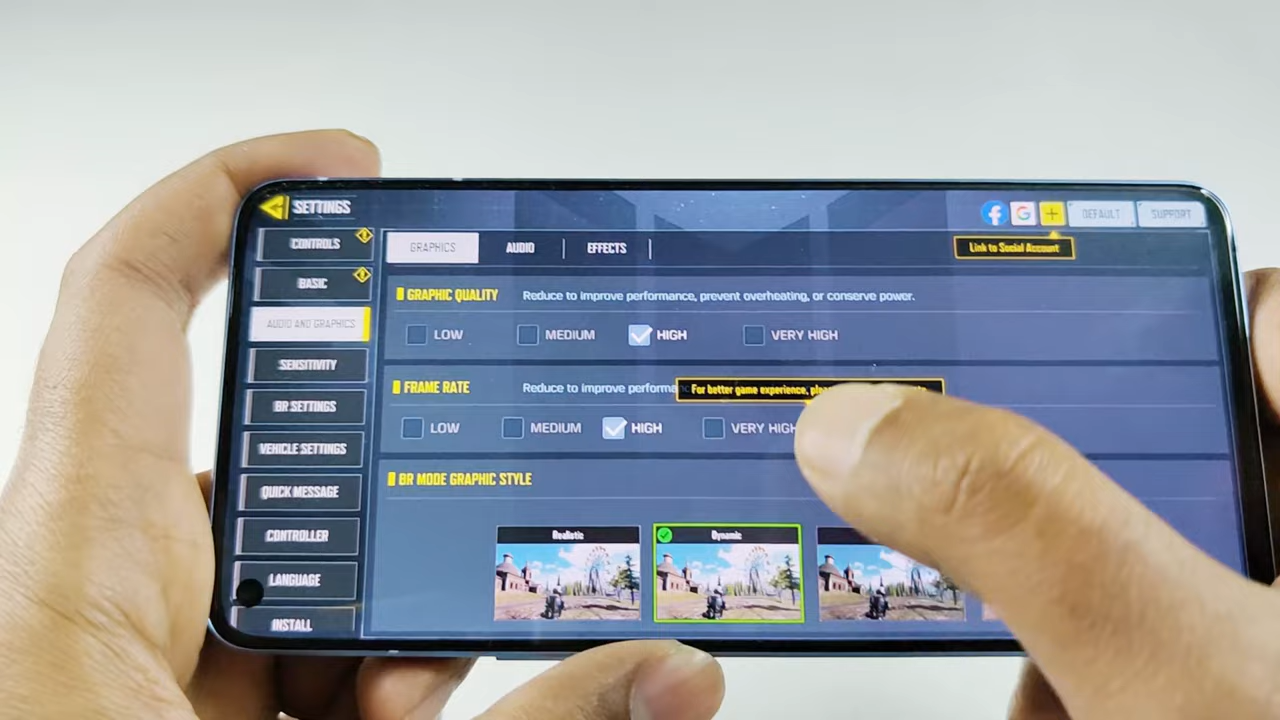 SETTINGS
DEFAULT
SUPPORT
CONTROLS
GRAPHICS
AUDIO
EFFECTS
Link to Social Account
BASIC
GRAPHIC QUALITY
Reduce to improve performance, prevent overheating, or conserve power.
AUDIO AND GRAPHICS
LOW
MEDIUM
HIGH
VERY HIGH
SENSITIVITY
FRAME RATE
Reduce to improve
For better game experience,
BR SETTINGS
LOW
MEDIUM
HIGH
VERY HIGH
VEHICLE SETTINGS
BR MODE GRAPHIC STYLE
QUICK MESSAGE
CONTROLLER
Realistic
Dynamic
LANGUAGE
INSTALL